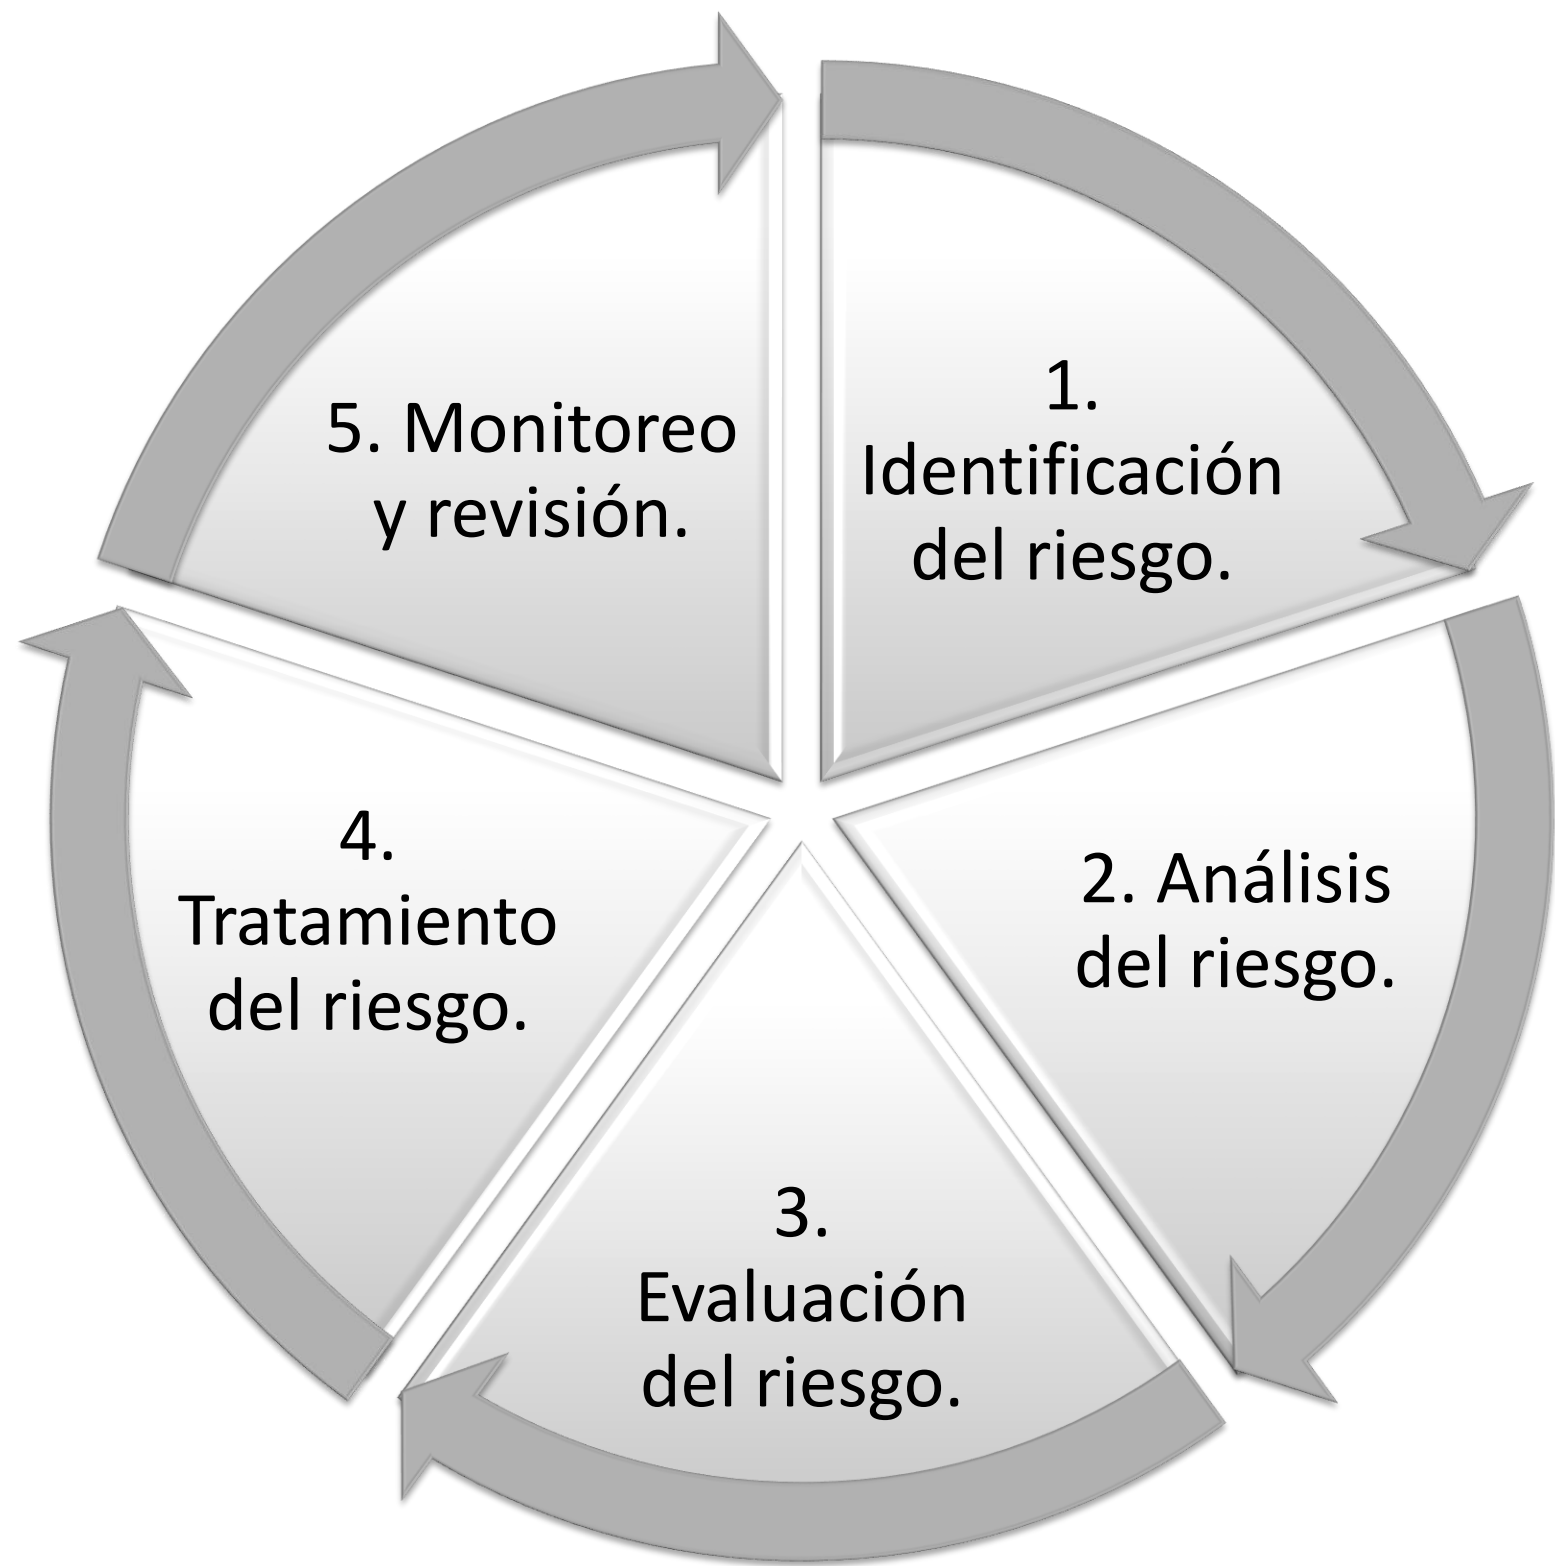 1.
Identificación
del riesgo.
2. Análisis
del riesgo.
3.
Evaluación
del riesgo.
4.
Tratamiento
del riesgo.
5. Monitoreo
y revisión.